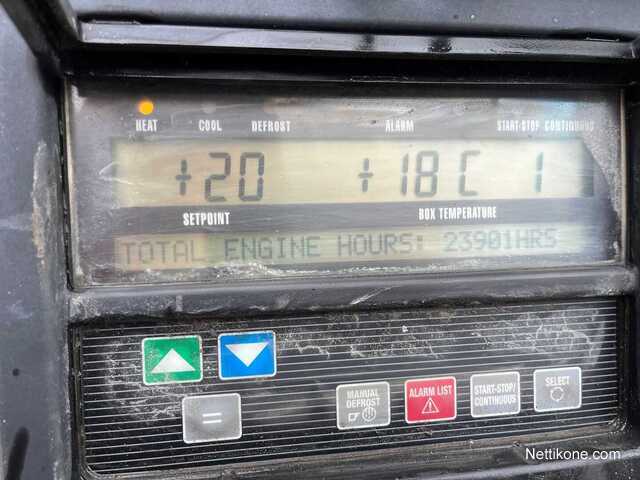 HEAT COOL DEFROST ALARM START-STOP CONTINUOUS
+20 +18 C 1
SETPOINT BOX TEMPERATURE
TOTAL ENGINE HOURS: 23901HRS
=
MANUAL DEFROST
ALARM LIST
START-STOP/ CONTINUOUS
SELECT
Nettikone.com